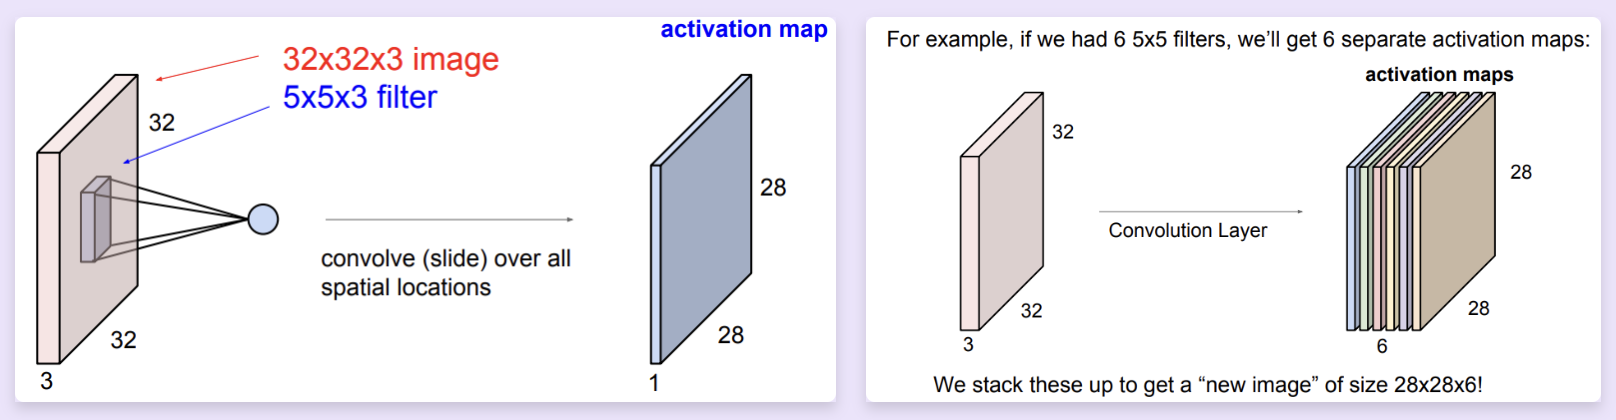 activation map
32x32x3 image
5x5x3 filter
32
28
convolve (slide) over all
spatial locations
32
28
3
1
For example, if we had 6 5x5 filters, we’ll get 6 separate activation maps:
activation maps
32
28
Convolution Layer
32
28
3
6
We stack these up to get a “new image” of size 28x28x6!